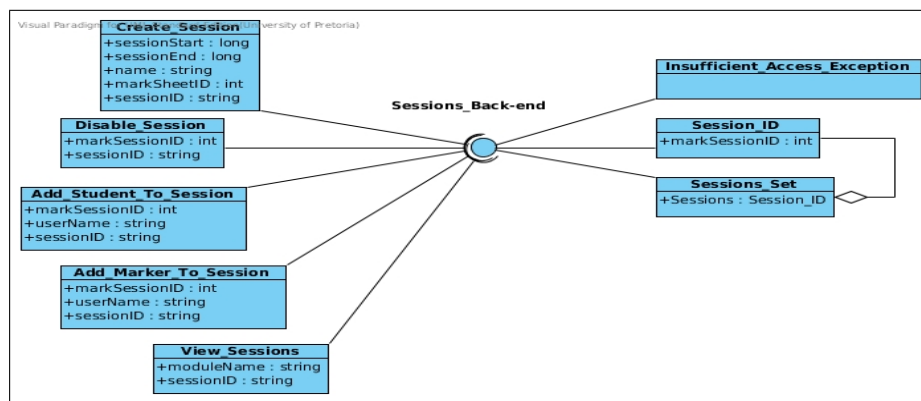 Visual Paradigm for (University of Pretoria)
Create_Session
+sessionStart : long
+sessionEnd : long
+name : string
+markSheetID : int
+sessionID : string
Disable_Session
+markSessionID : int
+sessionID : string
Add_Student_To_Session
+markSessionID : int
+userName : string
+sessionID : string
Add_Marker_To_Session
+markSessionID : int
+userName : string
+sessionID : string
View_Sessions
+moduleName : string
+sessionID : string
Sessions_Back-end
Insufficient_Access_Exception
Session_ID
+markSessionID : int
Sessions_Set
+Sessions : Session_ID